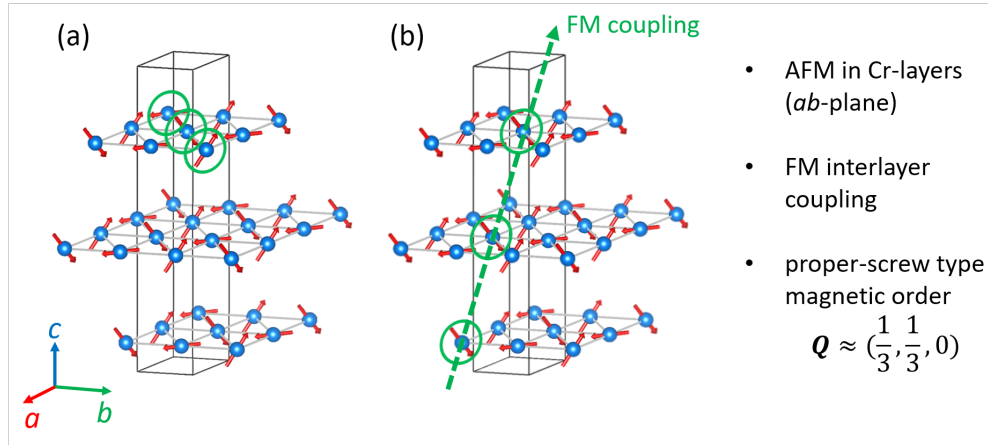 (a)
(b)
FM coupling
c
a
b
• AFM in Cr-layers
(ab-plane)
• FM interlayer
coupling
• proper-screw type
magnetic order
Q ≈ (1/3, 1/3, 0)